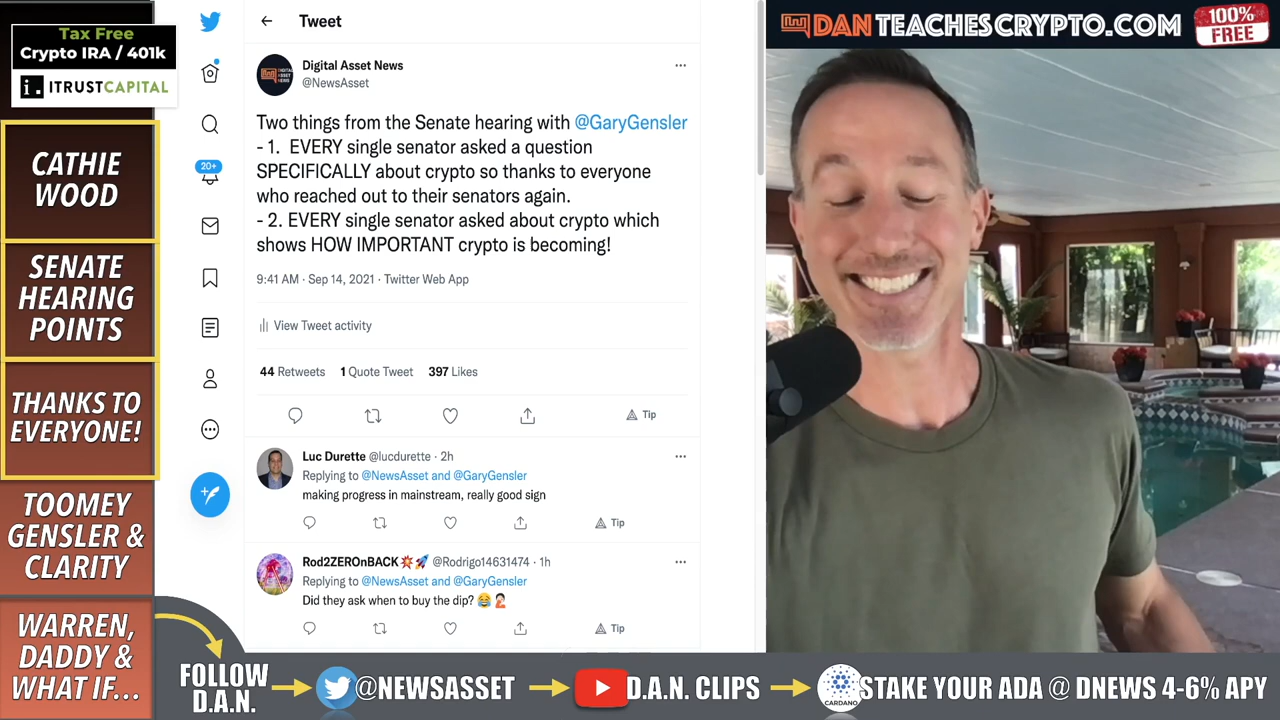 Tax Free
Crypto IRA / 401k
i.
ITRUSTCAPITAL
CATHIE
WOOD
SENATE
HEARING
POINTS
THANKS TO
EVERYONE!
TOOMEY
GENSLER &
CLARITY
WARREN,
DADDY &
WHAT IF...
20+
Tweet
Digital Asset News
@NewsAsset
Two things from the Senate hearing with @GaryGensler
- 1.  EVERY single senator asked a question
SPECIFICALLY about crypto so thanks to everyone
who reached out to their senators again.
- 2. EVERY single senator asked about crypto which
shows HOW IMPORTANT crypto is becoming!
9:41 AM · Sep 14, 2021 · Twitter Web App
View Tweet activity
44 Retweets 1 Quote Tweet 397 Likes
Tip
Luc Durette @lucdurette · 2h
Replying to @NewsAsset and @GaryGensler
making progress in mainstream, really good sign
Tip
Rod2ZEROnBACK💥🚀 @Rodrigo14631474 · 1h
Replying to @NewsAsset and @GaryGensler
Did they ask when to buy the dip? 😂🤦🏻
Tip
DANTEACHESCRYPTO.COM
100%
FREE
FOLLOW
D.A.N.
@NEWSASSET
D.A.N. CLIPS
CARDANO
STAKE YOUR ADA @ DNEWS 4-6% APY